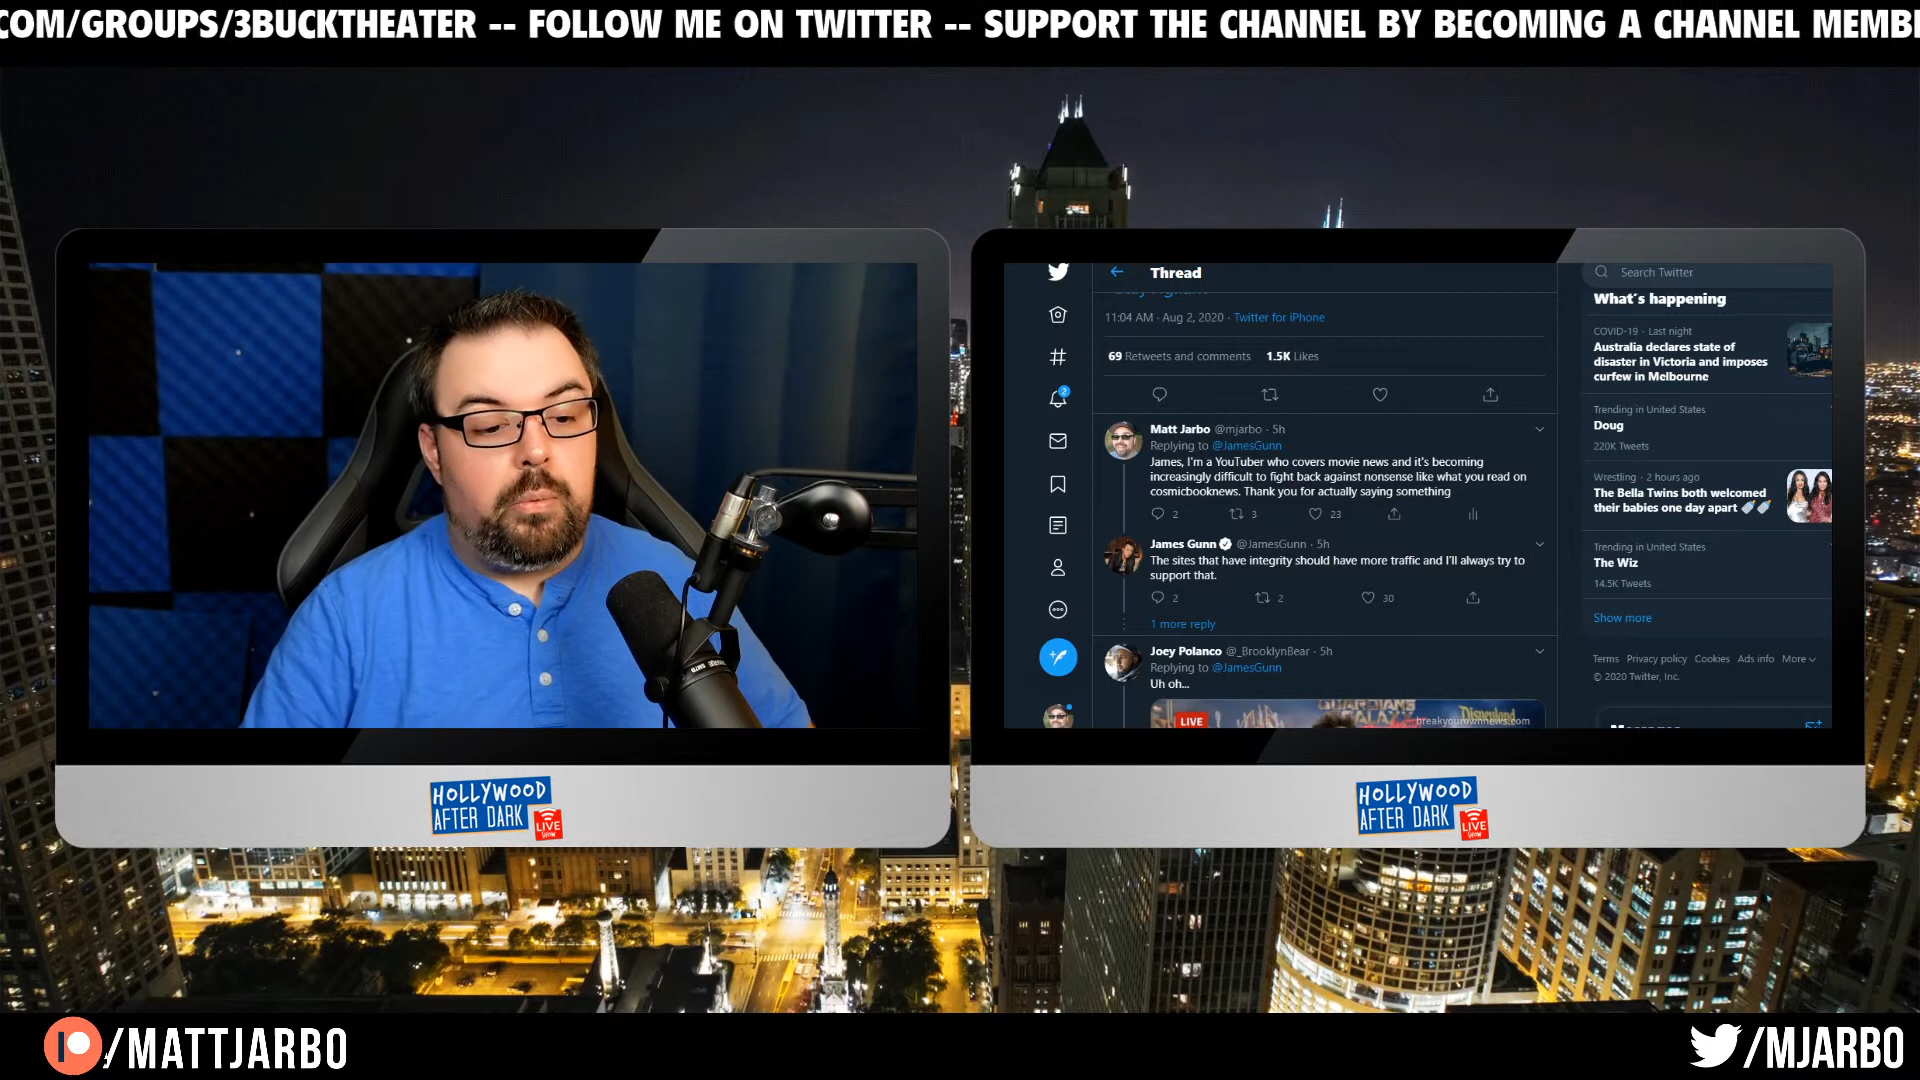 COM/GROUPS/3BUCKTHEATER -- FOLLOW ME ON TWITTER -- SUPPORT THE CHANNEL BY BECOMING A CHANNEL MEMB
Thread
11:04 AM · Aug 2, 2020 · Twitter for iPhone
69 Retweets and comments 1.5K Likes
Matt Jarbo @mjarbo · 5h
Replying to @JamesGunn
James, I'm a YouTuber who covers movie news and it's becoming
increasingly difficult to fight back against nonsense like what you read on
cosmicbooknews. Thank you for actually saying something
2 3 23
James Gunn @JamesGunn · 5h
The sites that have integrity should have more traffic and I'll always try to
support that.
2 2 30
1 more reply
Joey Polanco @_BrooklynBear · 5h
Replying to @JamesGunn
Uh oh...
LIVE
GUARDIANS
GALAXY
Disneyland
breakyourownnews.com
2
Search Twitter
What's happening
COVID-19 · Last night
Australia declares state of
disaster in Victoria and imposes
curfew in Melbourne
Trending in United States
Doug
220K Tweets
Wrestling · 2 hours ago
The Bella Twins both welcomed
their babies one day apart 🍼🍼
Trending in United States
The Wiz
14.5K Tweets
Show more
Terms Privacy policy Cookies Ads info More
© 2020 Twitter, Inc.
HOLLYWOOD
AFTER DARK
LIVE
SHOW
HOLLYWOOD
AFTER DARK
LIVE
SHOW
/MATTJARBO
/MJARBO